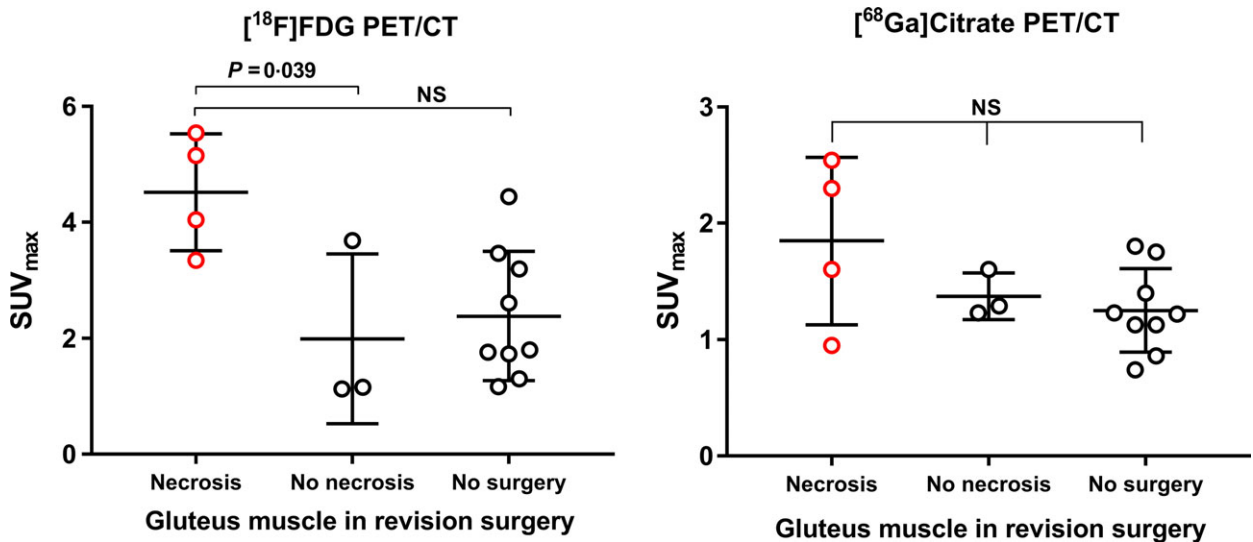 [¹⁸F]FDG PET/CT
P = 0·039
NS
6
4
2
0
SUVmax
Necrosis No necrosis No surgery
Gluteus muscle in revision surgery
[⁶⁸Ga]Citrate PET/CT
NS
3
2
1
0
SUVmax
Necrosis No necrosis No surgery
Gluteus muscle in revision surgery